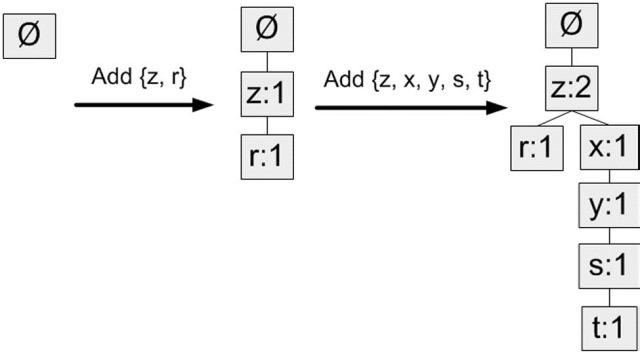 Ø
Add {z, r}
Ø
z:1
r:1
Add {z, x, y, s, t}
Ø
z:2
r:1
x:1
y:1
s:1
t:1